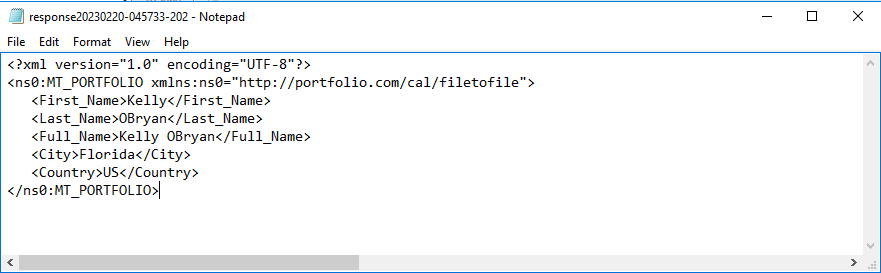 response20230220-045733-202 - Notepad
File Edit Format View Help
<?xml version="1.0" encoding="UTF-8"?>
<ns0:MT_PORTFOLIO xmlns:ns0="http://portfolio.com/cal/filetofile">
<First_Name>Kelly</First_Name>
<Last_Name>OBryan</Last_Name>
<Full_Name>Kelly OBryan</Full_Name>
<City>Florida</City>
<Country>US</Country>
</ns0:MT_PORTFOLIO>